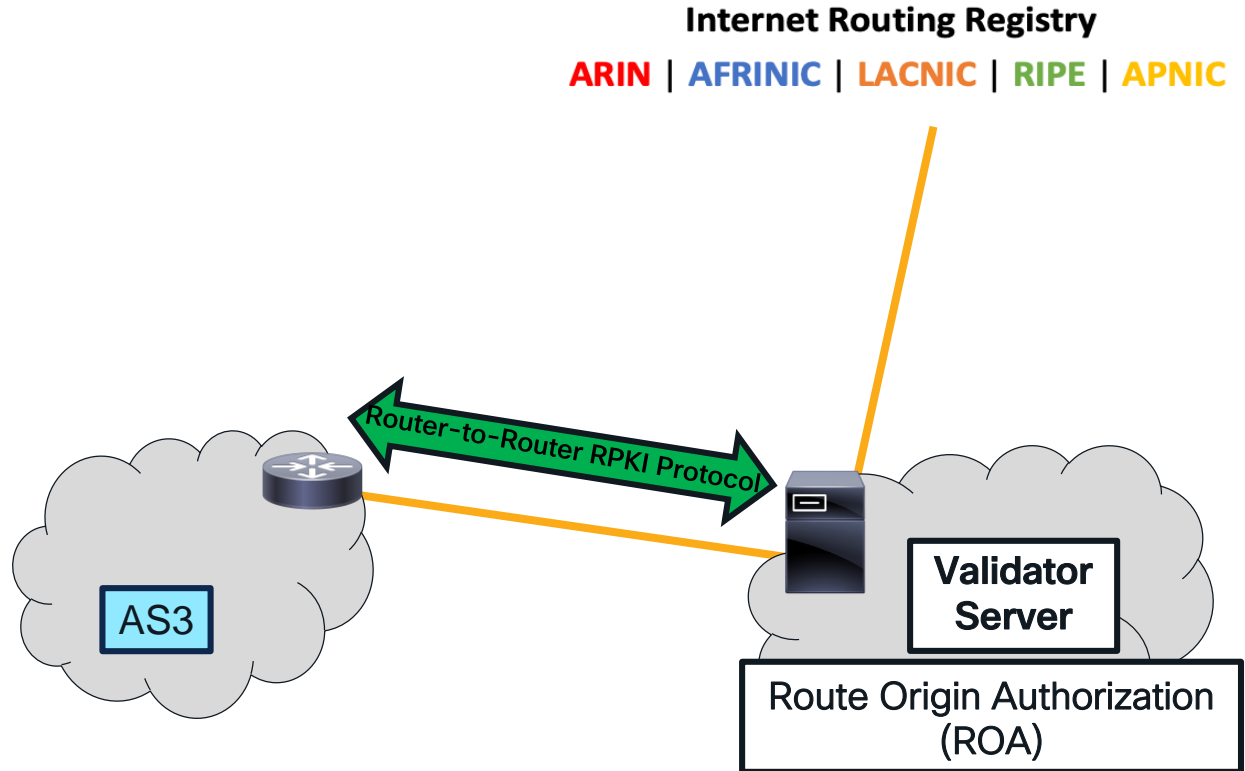 Internet Routing Registry
ARIN | AFRINIC | LACNIC | RIPE | APNIC
Router-to-Router RPKI Protocol
AS3
Validator
Server
Route Origin Authorization
(ROA)